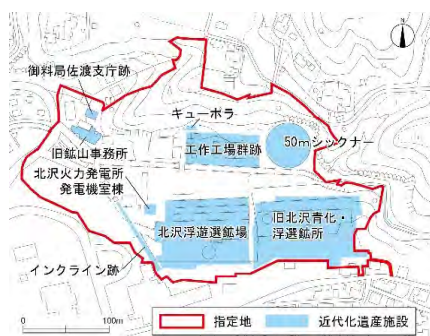 N
御料局佐渡支庁跡
キューポラ
旧鉱山事務所
工作工場群跡
50mシックナー
北沢火力発電所
発電機室棟
北沢浮遊選鉱場
旧北沢青化・
浮選鉱所
インクライン跡
0 100m
指定地 近代化遺産施設